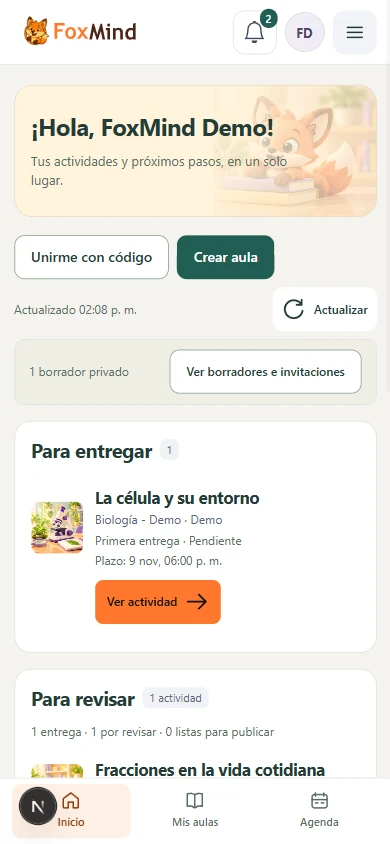 FoxMind
2
FD
¡Hola, FoxMind Demo!
Tus actividades y próximos pasos, en un solo
lugar.
Unirme con código
Crear aula
Actualizado 02:08 p. m.
Actualizar
1 borrador privado
Ver borradores e invitaciones
Para entregar 1
La célula y su entorno
Biología - Demo · Demo
Primera entrega · Pendiente
Plazo: 9 nov, 06:00 p. m.
Ver actividad
Para revisar 1 actividad
1 entrega · 1 por revisar · 0 listas para publicar
Fracciones en la vida cotidiana
N
Inicio
Mis aulas
Agenda